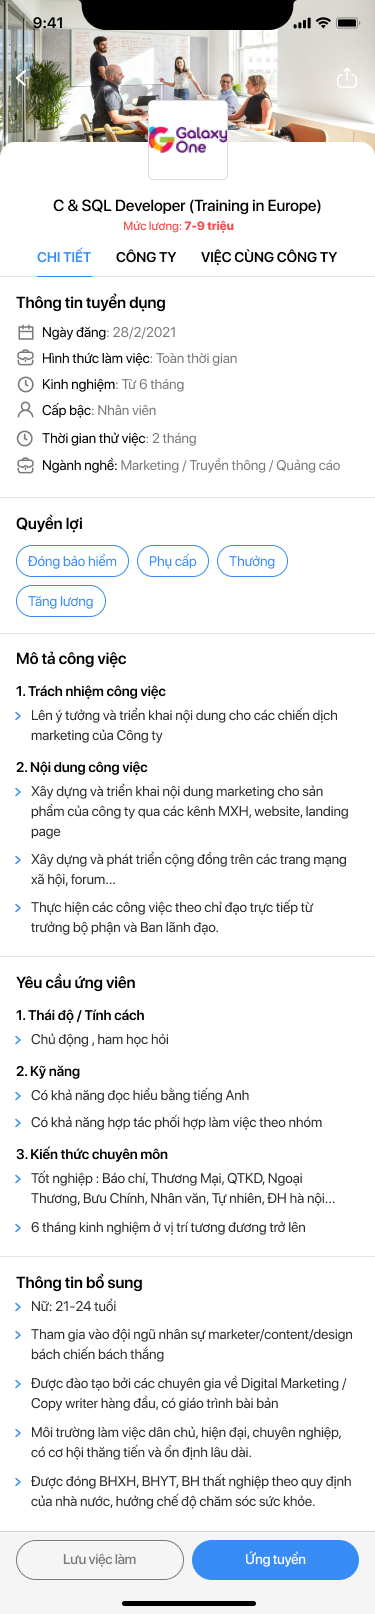 9:41
Galaxy
One
C & SQL Developer (Training in Europe)
Mức lương: 7-9 triệu
CHI TIẾT CÔNG TY VIỆC CÙNG CÔNG TY
Thông tin tuyển dụng
Ngày đăng: 28/2/2021
Hình thức làm việc: Toàn thời gian
Kinh nghiệm: Từ 6 tháng
Cấp bậc: Nhân viên
Thời gian thử việc: 2 tháng
Ngành nghề: Marketing / Truyền thông / Quảng cáo
Quyền lợi
Đóng bảo hiểm Phụ cấp Thưởng
Tăng lương
Mô tả công việc
1. Trách nhiệm công việc
Lên ý tưởng và triển khai nội dung cho các chiến dịch
marketing của Công ty
2. Nội dung công việc
Xây dựng và triển khai nội dung marketing cho sản
phẩm của công ty qua các kênh MXH, website, landing
page
Xây dựng và phát triển cộng đồng trên các trang mạng
xã hội, forum...
Thực hiện các công việc theo chỉ đạo trực tiếp từ
trưởng bộ phận và Ban lãnh đạo.
Yêu cầu ứng viên
1. Thái độ / Tính cách
Chủ động , ham học hỏi
2. Kỹ năng
Có khả năng đọc hiểu bằng tiếng Anh
Có khả năng hợp tác phối hợp làm việc theo nhóm
3. Kiến thức chuyên môn
Tốt nghiệp : Báo chí, Thương Mại, QTKD, Ngoại
Thương, Bưu Chính, Nhân văn, Tự nhiên, ĐH hà nội...
6 tháng kinh nghiệm ở vị trí tương đương trở lên
Thông tin bổ sung
Nữ: 21-24 tuổi
Tham gia vào đội ngũ nhân sự marketer/content/design
bách chiến bách thắng
Được đào tạo bởi các chuyên gia về Digital Marketing /
Copy writer hàng đầu, có giáo trình bài bản
Môi trường làm việc dân chủ, hiện đại, chuyên nghiệp,
có cơ hội thăng tiến và ổn định lâu dài.
Được đóng BHXH, BHYT, BH thất nghiệp theo quy định
của nhà nước, hưởng chế độ chăm sóc sức khỏe.
Lưu việc làm Ứng tuyển